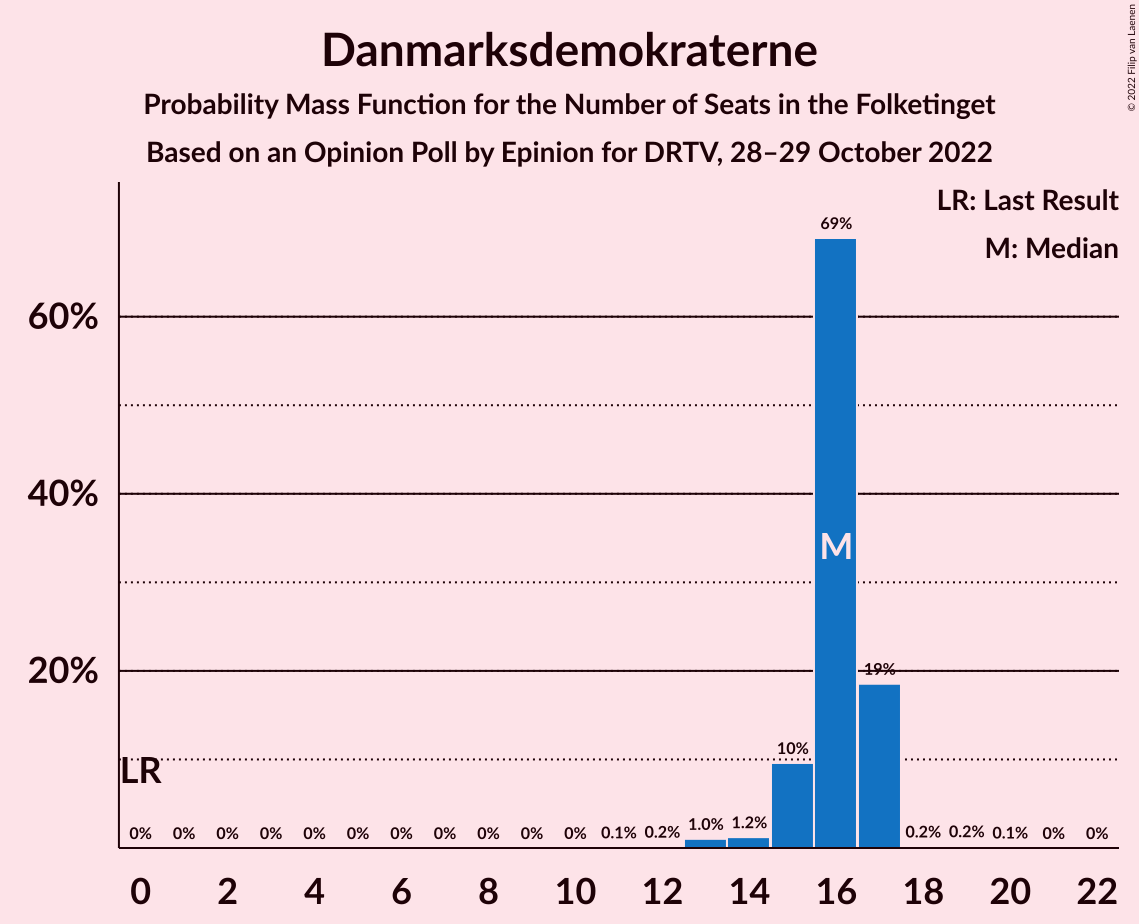 Danmarksdemokraterne
Probability Mass Function for the Number of Seats in the Folketinget
Based on an Opinion Poll by Epinion for DRTV, 28–29 October 2022
© 2022 Filip van Laenen
LR: Last Result
M: Median
60%
40%
20%
69%
M
19%
10%
LR
0% 0% 0% 0% 0% 0% 0% 0% 0% 0% 0% 0.1% 0.2% 1.0% 1.2% 0.2% 0.2% 0.1% 0% 0%
0 2 4 6 8 10 12 14 16 18 20 22